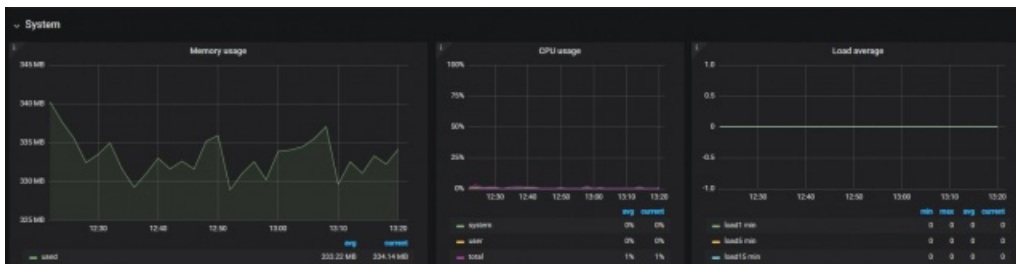 System
Memory usage
345 MB
340 MB
335 MB
330 MB
325 MB
12:30 12:40 12:50 13:00 13:10 13:20
avg current
used 333.22 MB 334.14 MB
CPU usage
100%
75%
50%
25%
0%
12:30 12:40 12:50 13:00 13:10 13:20
avg current
system 0% 0%
user 0% 0%
total 1% 1%
Load average
1.0
0.5
0
-0.5
-1.0
12:30 12:40 12:50 13:00 13:10 13:20
min max avg current
load1 min 0 0 0 0
load5 min 0 0 0 0
load15 min 0 0 0 0